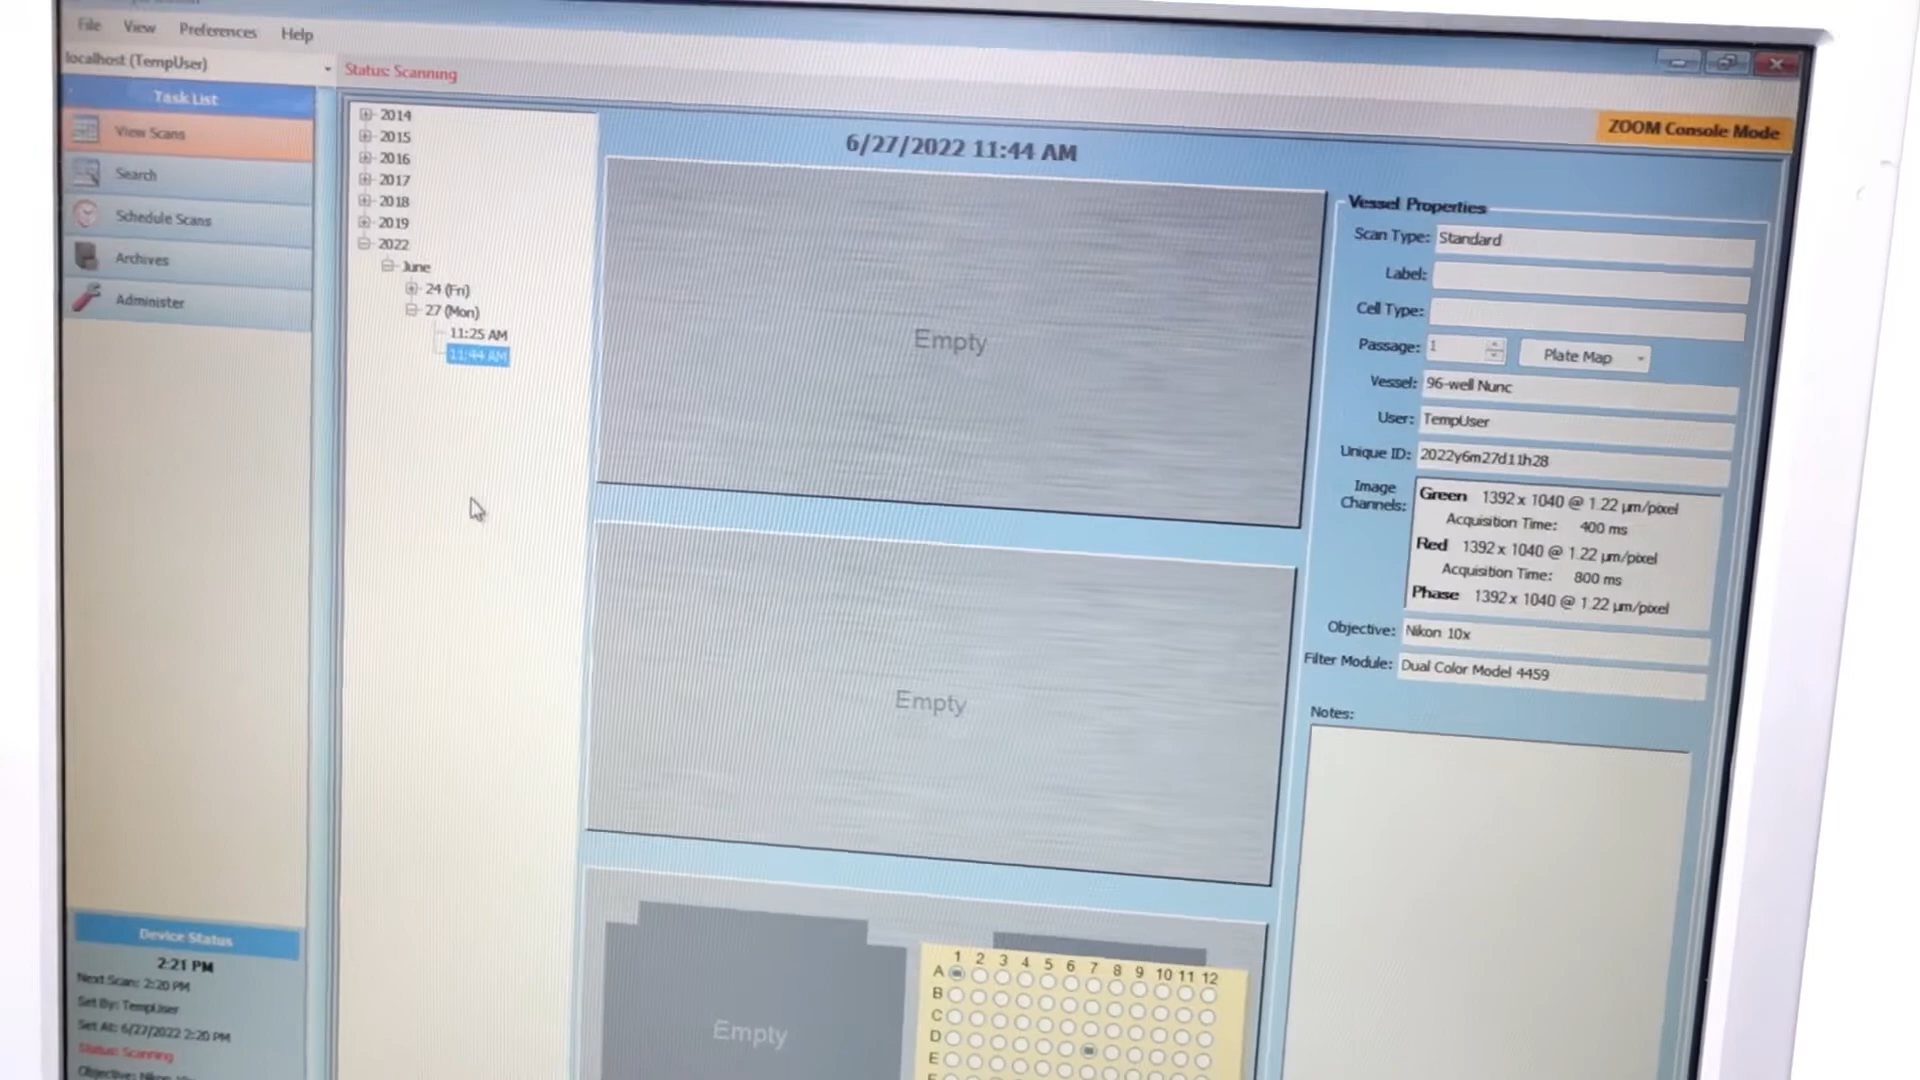 File View Preferences Help
localhost (TempUser)
Status: Scanning
Task List
View Scans
Search
Schedule Scans
Archives
Administer
2014
2015
2016
2017
2018
2019
2022
June
24 (Fri)
27 (Mon)
11:25 AM
11:44 AM
6/27/2022 11:44 AM
Empty
Empty
Empty
1 2 3 4 5 6 7 8 9 10 11 12
A
B
C
D
E
ZOOM Console Mode
Vessel Properties
Scan Type: Standard
Label:
Cell Type:
Passage: 1 Plate Map
Vessel: 96-well Nunc
User: TempUser
Unique ID: 2022y6m27d11h28
Image Channels:
Green 1392 x 1040 @ 1.22 µm/pixel
Acquisition Time: 400 ms
Red 1392 x 1040 @ 1.22 µm/pixel
Acquisition Time: 800 ms
Phase 1392 x 1040 @ 1.22 µm/pixel
Objective: Nikon 10x
Filter Module: Dual Color Model 4459
Notes:
Device Status
2:21 PM
Next Scan: 2:20 PM
Set By: TempUser
Set At: 6/27/2022 2:20 PM
Status: Scanning
Objective: Nikon